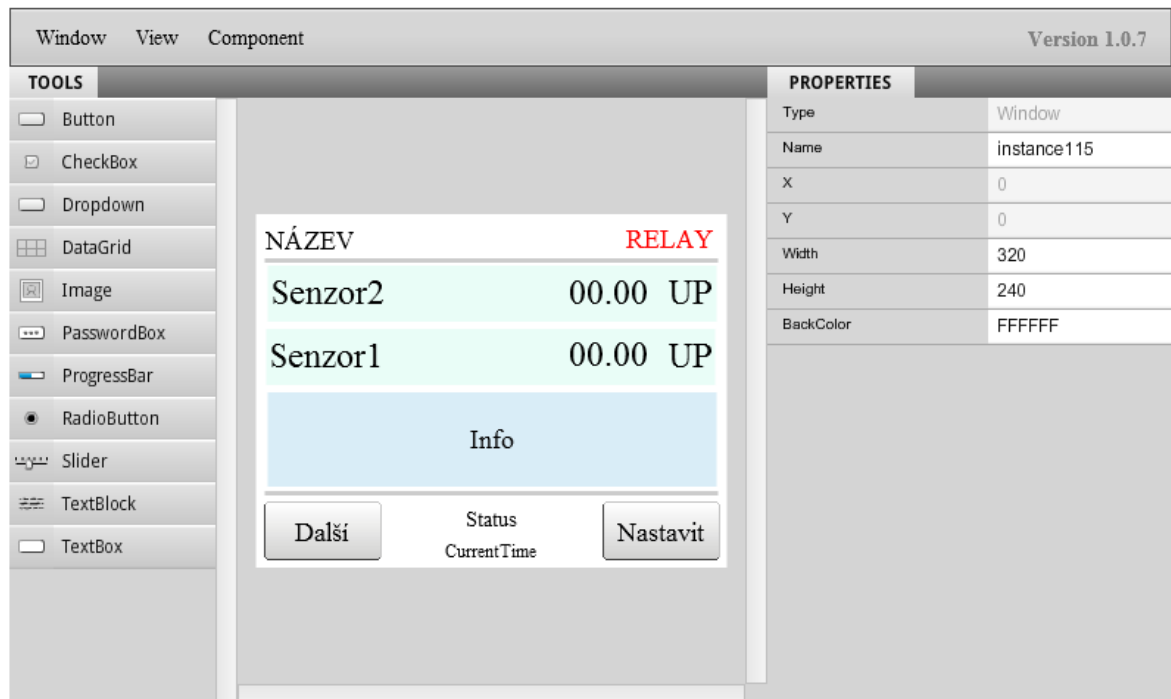 Window View Component Version 1.0.7
TOOLS
Button
CheckBox
Dropdown
DataGrid
Image
PasswordBox
ProgressBar
RadioButton
Slider
TextBlock
TextBox
NÁZEV RELAY
Senzor2 00.00 UP
Senzor1 00.00 UP
Info
Další
Status
CurrentTime
Nastavit
PROPERTIES
Type Window
Name instance115
X 0
Y 0
Width 320
Height 240
BackColor FFFFFF